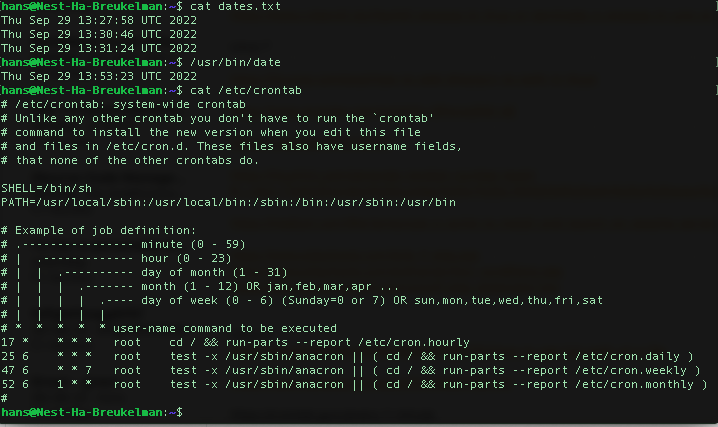 hans@Nest-Ha-Breukelman:~$ cat dates.txt
Thu Sep 29 13:27:58 UTC 2022
Thu Sep 29 13:30:46 UTC 2022
Thu Sep 29 13:31:24 UTC 2022
hans@Nest-Ha-Breukelman:~$ /usr/bin/date
Thu Sep 29 13:53:23 UTC 2022
hans@Nest-Ha-Breukelman:~$ cat /etc/crontab
# /etc/crontab: system-wide crontab
# Unlike any other crontab you don't have to run the `crontab'
# command to install the new version when you edit this file
# and files in /etc/cron.d. These files also have username fields,
# that none of the other crontabs do.

SHELL=/bin/sh
PATH=/usr/local/sbin:/usr/local/bin:/sbin:/bin:/usr/sbin:/usr/bin

# Example of job definition:
# .---------------- minute (0 - 59)
# |  .------------- hour (0 - 23)
# |  |  .---------- day of month (1 - 31)
# |  |  |  .------- month (1 - 12) OR jan,feb,mar,apr ...
# |  |  |  |  .---- day of week (0 - 6) (Sunday=0 or 7) OR sun,mon,tue,wed,thu,fri,sat
# |  |  |  |  |
# *  *  *  *  * user-name command to be executed
17 *    * * *   root    cd / && run-parts --report /etc/cron.hourly
25 6    * * *   root    test -x /usr/sbin/anacron || ( cd / && run-parts --report /etc/cron.daily )
47 6    * * 7   root    test -x /usr/sbin/anacron || ( cd / && run-parts --report /etc/cron.weekly )
52 6    1 * *   root    test -x /usr/sbin/anacron || ( cd / && run-parts --report /etc/cron.monthly )
#
hans@Nest-Ha-Breukelman:~$